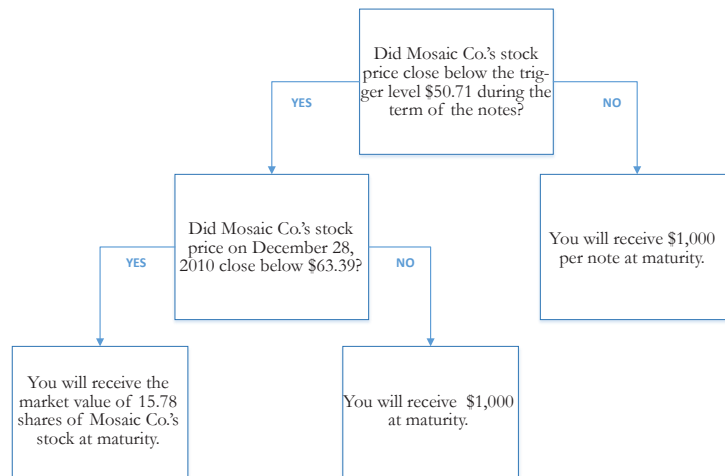 Did Mosaic Co.'s stock
price close below the trig-
ger level $50.71 during the
term of the notes?
YES
NO
Did Mosaic Co.'s stock
price on December 28,
2010 close below $63.39?
You will receive $1,000
per note at maturity.
YES
NO
You will receive the
market value of 15.78
shares of Mosaic Co.'s
stock at maturity.
You will receive $1,000
at maturity.